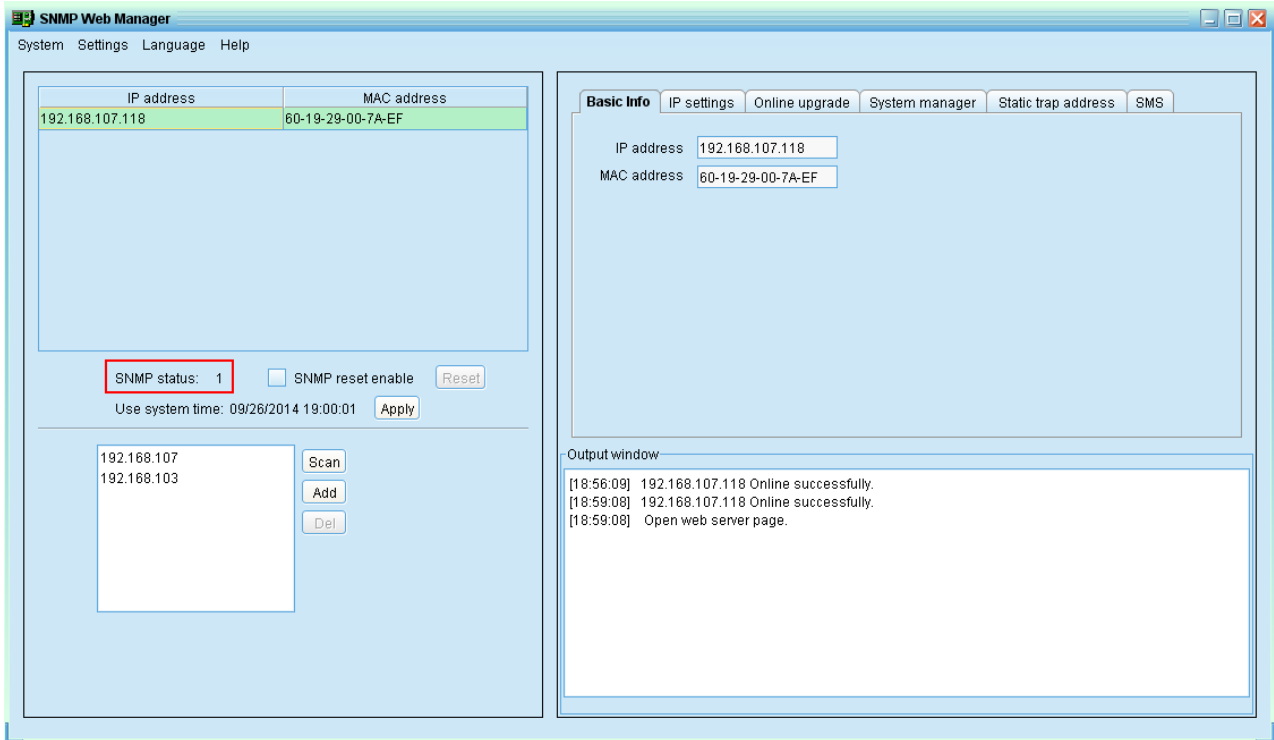 SNMP Web Manager
System Settings Language Help
IP address MAC address
192.168.107.118 60-19-29-00-7A-EF
SNMP status: 1 SNMP reset enable Reset
Use system time: 09/26/2014 19:00:01 Apply
192.168.107
192.168.103
Scan
Add
Del
Basic Info IP settings Online upgrade System manager Static trap address SMS
IP address 192.168.107.118
MAC address 60-19-29-00-7A-EF
Output window
[18:56:09] 192.168.107.118 Online successfully.
[18:59:08] 192.168.107.118 Online successfully.
[18:59:08] Open web server page.